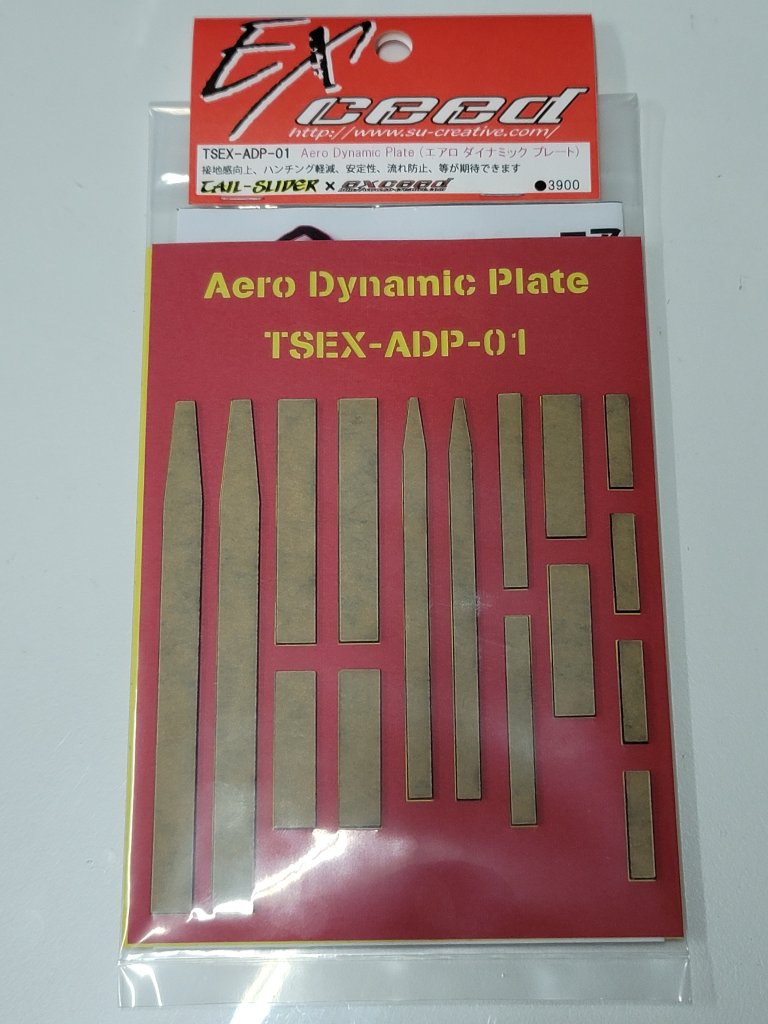 EXceed
http://www.su-creative.com/
TSEX-ADP-01 Aero Dynamic Plate (エアロ ダイナミック プレート)
接地感向上、ハンチング軽減、安定性、流れ防止、等が期待できます
TAIL-SLIDER × exceed ●3900
Aero Dynamic Plate
TSEX-ADP-01